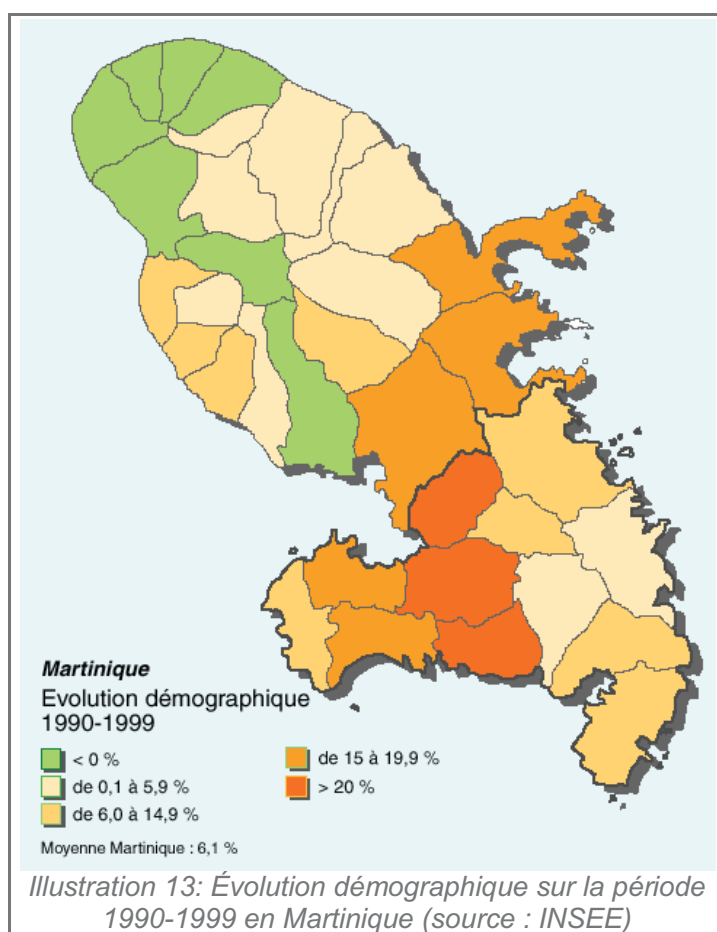 Martinique
Evolution démographique
1990-1999
< 0 %
de 0,1 à 5,9 %
de 6,0 à 14,9 %
de 15 à 19,9 %
> 20 %
Moyenne Martinique : 6,1 %
Illustration 13: Évolution démographique sur la période
1990-1999 en Martinique (source : INSEE)